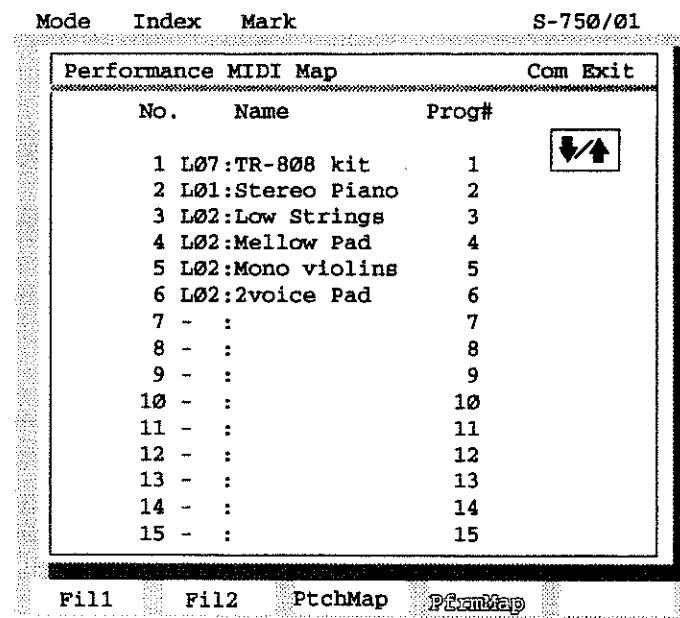 Mode Index Mark S-750/01
Performance MIDI Map Com Exit
No. Name Prog#
1 L07:TR-808 kit 1
2 L01:Stereo Piano 2
3 L02:Low Strings 3
4 L02:Mellow Pad 4
5 L02:Mono violins 5
6 L02:2voice Pad 6
7 - : 7
8 - : 8
9 - : 9
10 - : 10
11 - : 11
12 - : 12
13 - : 13
14 - : 14
15 - : 15
Fil1 Fil2 PtchMap PfrmMap